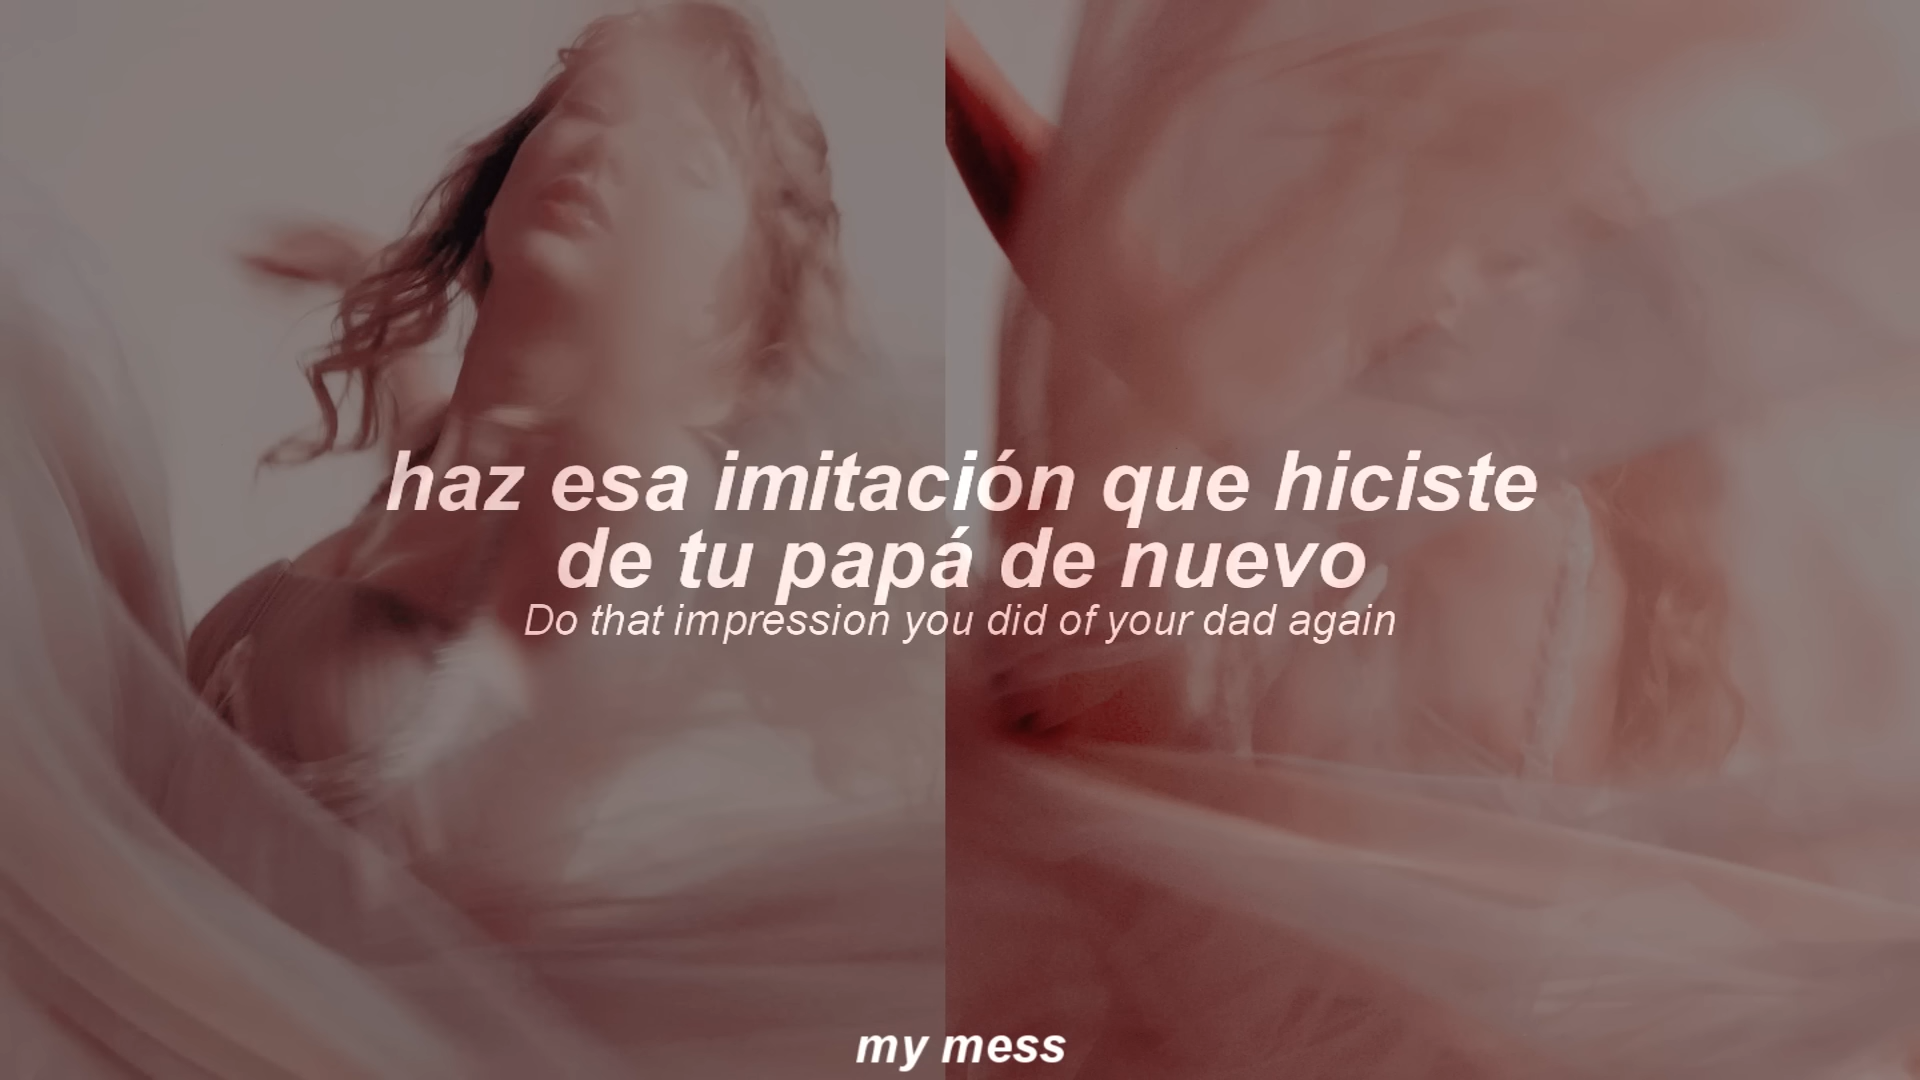 haz esa imitación que hiciste
de tu papá de nuevo
Do that impression you did of your dad again
my mess